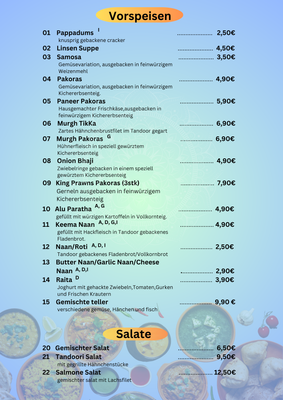 Vorspeisen
01 Pappadums I ........................ 2,50€
knusprig gebackene cracker
02 Linsen Suppe ........................ 4,50€
03 Samosa ........................ 3,50€
Gemüsevariation, ausgebacken in feinwürzigem
Weizenmehl
04 Pakoras ........................ 4,90€
Gemüsevariation, ausgebacken in feinwürzigem
Kichererbsenteig.
05 Paneer Pakoras ........................ 5,90€
Hausgemachter Frischkäse,ausgebacken in
feinwürzigem Kichererbsenteig
06 Murgh TikKa ........................ 6,90€
Zartes Hähnchenbrustfilet im Tandoor gegart
07 Murgh Pakoras G ........................ 6,90€
Hühnerfleisch in speziell gewürztem
Kichererbsenteig
08 Onion Bhaji ........................ 4,90€
Zwiebelringe gebacken in einem speziell
gewürztem Kichererbsenteig
09 King Prawns Pakoras (3stk) ........................ 7,90€
Gernelen ausgebacken in feinwürzigem
Kichererbsenteig
10 Alu Paratha A, G ........................ 4,90€
gefüllt mit würzigen Kartoffeln in Vollkornteig.
11 Keema Naan A, D, G,I ........................ 4,90€
gefüllt mit Hackfleisch in Tandoor gebackenes
Fladenbrot.
12 Naan/Roti A, D, I ........................ 2,50€
Tandoor gebackenes Fladenbrot/Vollkornbrot
13 Butter Naan/Garlic Naan/Cheese
Naan A, D,I ........................ 2,90€
14 Raita D ........................ 3,90€
Joghurt mit gehackte Zwiebeln,Tomaten,Gurken
und Frischen Krautern
15 Gemischte teller ........................ 9,90 €
verschiedene gemüse, Hänchen und fisch
Salate
20 Gemischter Salat ........................ 6,50€
21 Tandoori Salat ........................ 9,50€
mit gegrillte Hähnchenstücke
22 Salmone Salat ........................ 12,50€
gemischter salat mit Lachsfilet